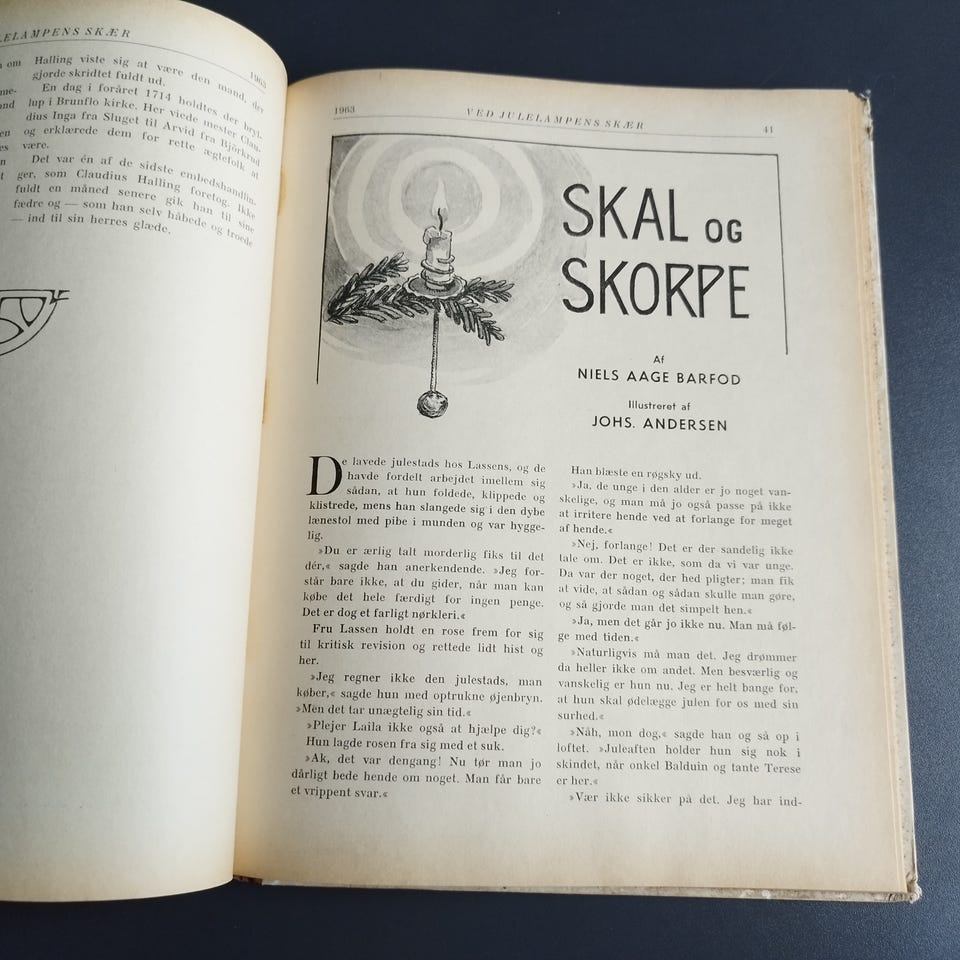 LELAMPENS SKÆR
1963
om
me-
and
en
es
n
t
Halling viste sig at være den mand, der
gjorde skridtet fuldt ud.
En dag i foråret 1714 holdtes der bryl-
lup i Brunflo kirke. Her viede mester Clau-
dius Inga fra Sluget til Arvid fra Björkrud
og erklærede dem for rette ægtefolk at
være.
Det var én af de sidste embedshandlin-
ger, som Claudius Halling foretog. Ikke
fuldt en måned senere gik han til sine
fædre og — som han selv håbede og troede
— ind til sin herres glæde.
1963
VED JULELAMPENS SKÆR
41
SKAL OG
SKORPE
Af
NIELS AAGE BARFOD
Illustreret af
JOHS. ANDERSEN
De lavede julestads hos Lassens, og de
havde fordelt arbejdet imellem sig
sådan, at hun foldede, klippede og
klistrede, mens han slangede sig i den dybe
lænestol med pibe i munden og var hygge-
lig.
»Du er ærlig talt morderlig fiks til det
dér,« sagde han anerkendende. »Jeg for-
står bare ikke, at du gider, når man kan
købe det hele færdigt for ingen penge.
Det er dog et farligt nørkleri.«
Fru Lassen holdt en rose frem for sig
til kritisk revision og rettede lidt hist og
her.
»Jeg regner ikke den julestads, man
køber,« sagde hun med optrukne øjenbryn.
»Men det tar unægtelig sin tid.«
»Plejer Laila ikke også at hjælpe dig?«
Hun lagde rosen fra sig med et suk.
»Ak, det var dengang! Nu tør man jo
dårligt bede hende om noget. Man får bare
et vrippent svar.«
Han blæste en røgsky ud.
»Ja, de unge i den alder er jo noget van-
skelige, og man må jo også passe på ikke
at irritere hende ved at forlange for meget
af hende.«
»Nej, forlange! Det er der sandelig ikke
tale om. Det er ikke, som da vi var unge.
Da var der noget, der hed pligter; man fik
at vide, at sådan og sådan skulle man gøre,
og så gjorde man det simpelt hen.«
»Ja, men det går jo ikke nu. Man må føl-
ge med tiden.«
»Naturligvis må man det. Jeg drømmer
da heller ikke om andet. Men besværlig og
vanskelig er hun nu. Jeg er helt bange for,
at hun skal ødelægge julen for os med sin
surhed.«
»Nåh, mon dog,« sagde han og så op i
loftet. »Juleaften holder hun sig nok i
skindet, når onkel Balduin og tante Terese
er her.«
»Vær ikke sikker på det. Jeg har ind-